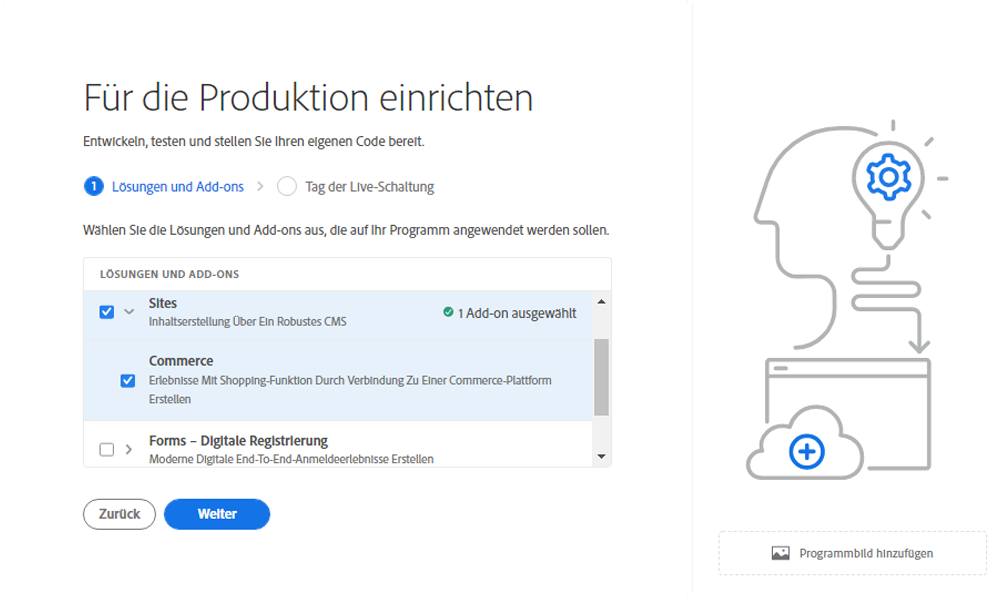 Für die Produktion einrichten
Entwickeln, testen und stellen Sie Ihren eigenen Code bereit.
1 Lösungen und Add-ons > Tag der Live-Schaltung
Wählen Sie die Lösungen und Add-ons aus, die auf Ihr Programm angewendet werden sollen.
LÖSUNGEN UND ADD-ONS
Sites
Inhaltserstellung Über Ein Robustes CMS
1 Add-on ausgewählt
Commerce
Erlebnisse Mit Shopping-Funktion Durch Verbindung Zu Einer Commerce-Plattform
Erstellen
Forms – Digitale Registrierung
Moderne Digitale End-To-End-Anmeldeerlebnisse Erstellen
Zurück Weiter
Programmbild hinzufügen